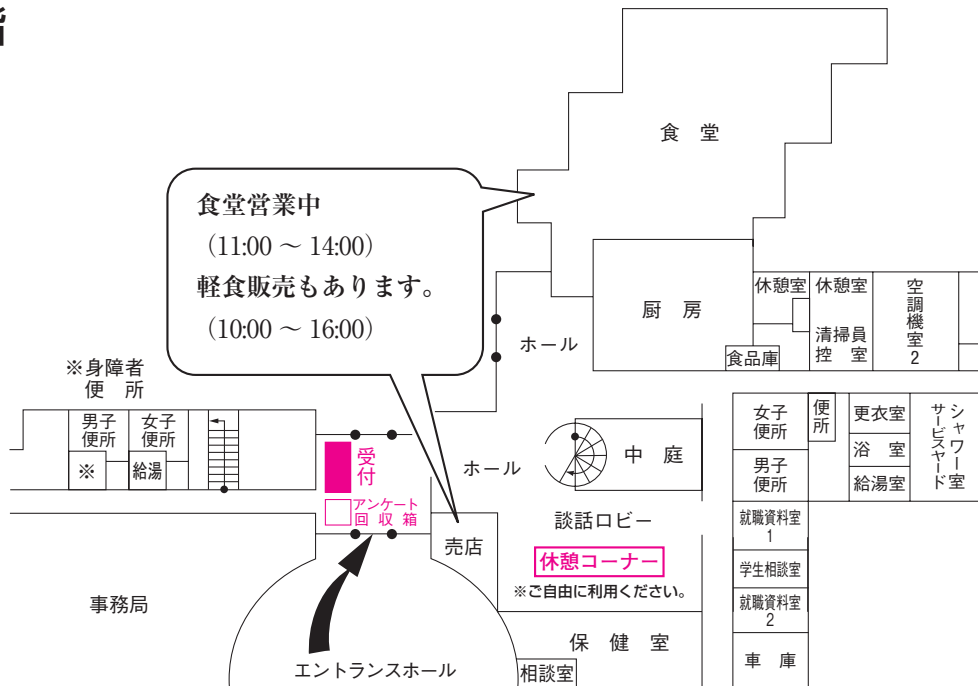 階
食堂
食堂営業中
（11:00 ～ 14:00）
軽食販売もあります。
（10:00 ～ 16:00）
厨房
休憩室
休憩室
清掃員
控室
空調機室2
食品庫
ホール
※身障者
便所
男子
便所
女子
便所
※
給湯
受付
アンケート
回収箱
ホール
中庭
女子
便所
便所
更衣室
シャワー室
サービスヤード
浴室
男子
便所
給湯室
談話ロビー
売店
休憩コーナー
※ご自由に利用ください。
就職資料室
1
学生相談室
就職資料室
2
事務局
保健室
車庫
エントランスホール
相談室